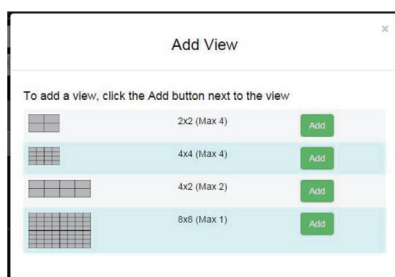 ×
Add View
To add a view, click the Add button next to the view
2x2 (Max 4) Add
4x4 (Max 4) Add
4x2 (Max 2) Add
8x8 (Max 1) Add